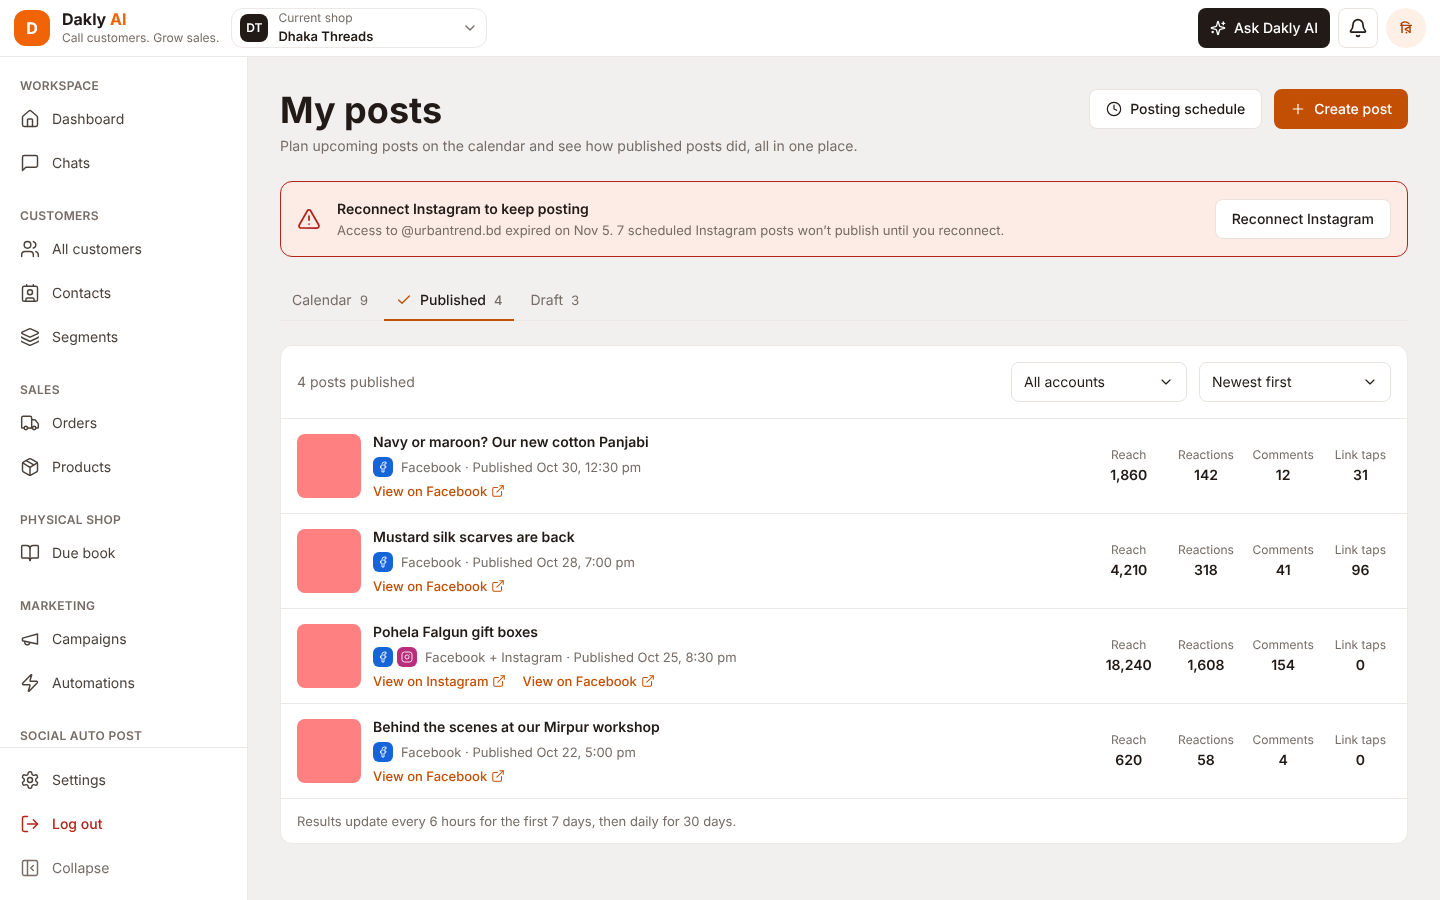 D
Dakly AI
Call customers. Grow sales.
DT
Current shop
Dhaka Threads
Ask Dakly AI
রি
WORKSPACE
Dashboard
Chats
CUSTOMERS
All customers
Contacts
Segments
SALES
Orders
Products
PHYSICAL SHOP
Due book
MARKETING
Campaigns
Automations
SOCIAL AUTO POST
Settings
Log out
Collapse
My posts
Plan upcoming posts on the calendar and see how published posts did, all in one place.
Posting schedule
Create post
Reconnect Instagram to keep posting
Access to @urbantrend.bd expired on Nov 5. 7 scheduled Instagram posts won’t publish until you reconnect.
Reconnect Instagram
Calendar 9 Published 4 Draft 3
4 posts published
All accounts
Newest first
Navy or maroon? Our new cotton Panjabi
Facebook · Published Oct 30, 12:30 pm
View on Facebook
Reach Reactions Comments Link taps
1,860 142 12 31
Mustard silk scarves are back
Facebook · Published Oct 28, 7:00 pm
View on Facebook
Reach Reactions Comments Link taps
4,210 318 41 96
Pohela Falgun gift boxes
Facebook + Instagram · Published Oct 25, 8:30 pm
View on Instagram View on Facebook
Reach Reactions Comments Link taps
18,240 1,608 154 0
Behind the scenes at our Mirpur workshop
Facebook · Published Oct 22, 5:00 pm
View on Facebook
Reach Reactions Comments Link taps
620 58 4 0
Results update every 6 hours for the first 7 days, then daily for 30 days.